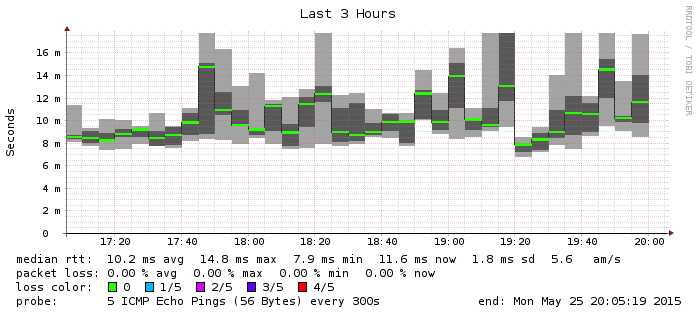 Last 3 Hours
RRDTOOL / TOBI OETIKER
Seconds
16 m
14 m
12 m
10 m
8 m
6 m
4 m
2 m
0
17:20 17:40 18:00 18:20 18:40 19:00 19:20 19:40 20:00
median rtt: 10.2 ms avg 14.8 ms max 7.9 ms min 11.6 ms now 1.8 ms sd 5.6 am/s
packet loss: 0.00 % avg 0.00 % max 0.00 % min 0.00 % now
loss color: 0 1/5 2/5 3/5 4/5
probe: 5 ICMP Echo Pings (56 Bytes) every 300s end: Mon May 25 20:05:19 2015